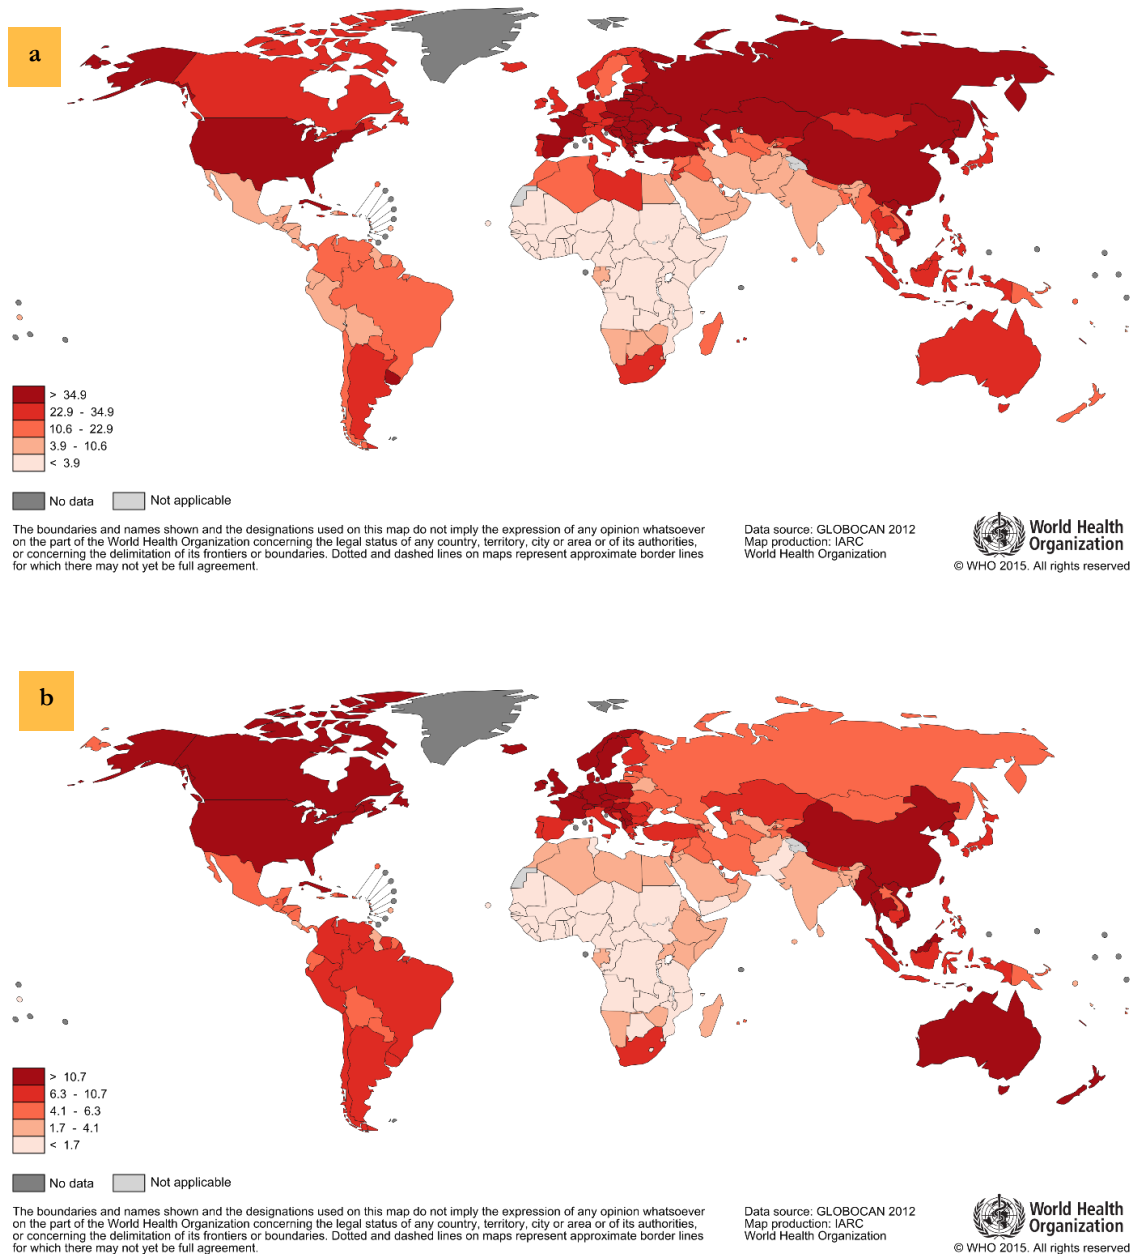 a
> 34.9
22.9 - 34.9
10.6 - 22.9
3.9 - 10.6
< 3.9
No data
Not applicable
The boundaries and names shown and the designations used on this map do not imply the expression of any opinion whatsoever
on the part of the World Health Organization concerning the legal status of any country, territory, city or area or of its authorities,
or concerning the delimitation of its frontiers or boundaries. Dotted and dashed lines on maps represent approximate border lines
for which there may not yet be full agreement.
Data source: GLOBOCAN 2012
Map production: IARC
World Health Organization
World Health
Organization
© WHO 2015. All rights reserved
b
> 10.7
6.3 - 10.7
4.1 - 6.3
1.7 - 4.1
< 1.7
No data
Not applicable
The boundaries and names shown and the designations used on this map do not imply the expression of any opinion whatsoever
on the part of the World Health Organization concerning the legal status of any country, territory, city or area or of its authorities,
or concerning the delimitation of its frontiers or boundaries. Dotted and dashed lines on maps represent approximate border lines
for which there may not yet be full agreement.
Data source: GLOBOCAN 2012
Map production: IARC
World Health Organization
World Health
Organization
© WHO 2015. All rights reserved